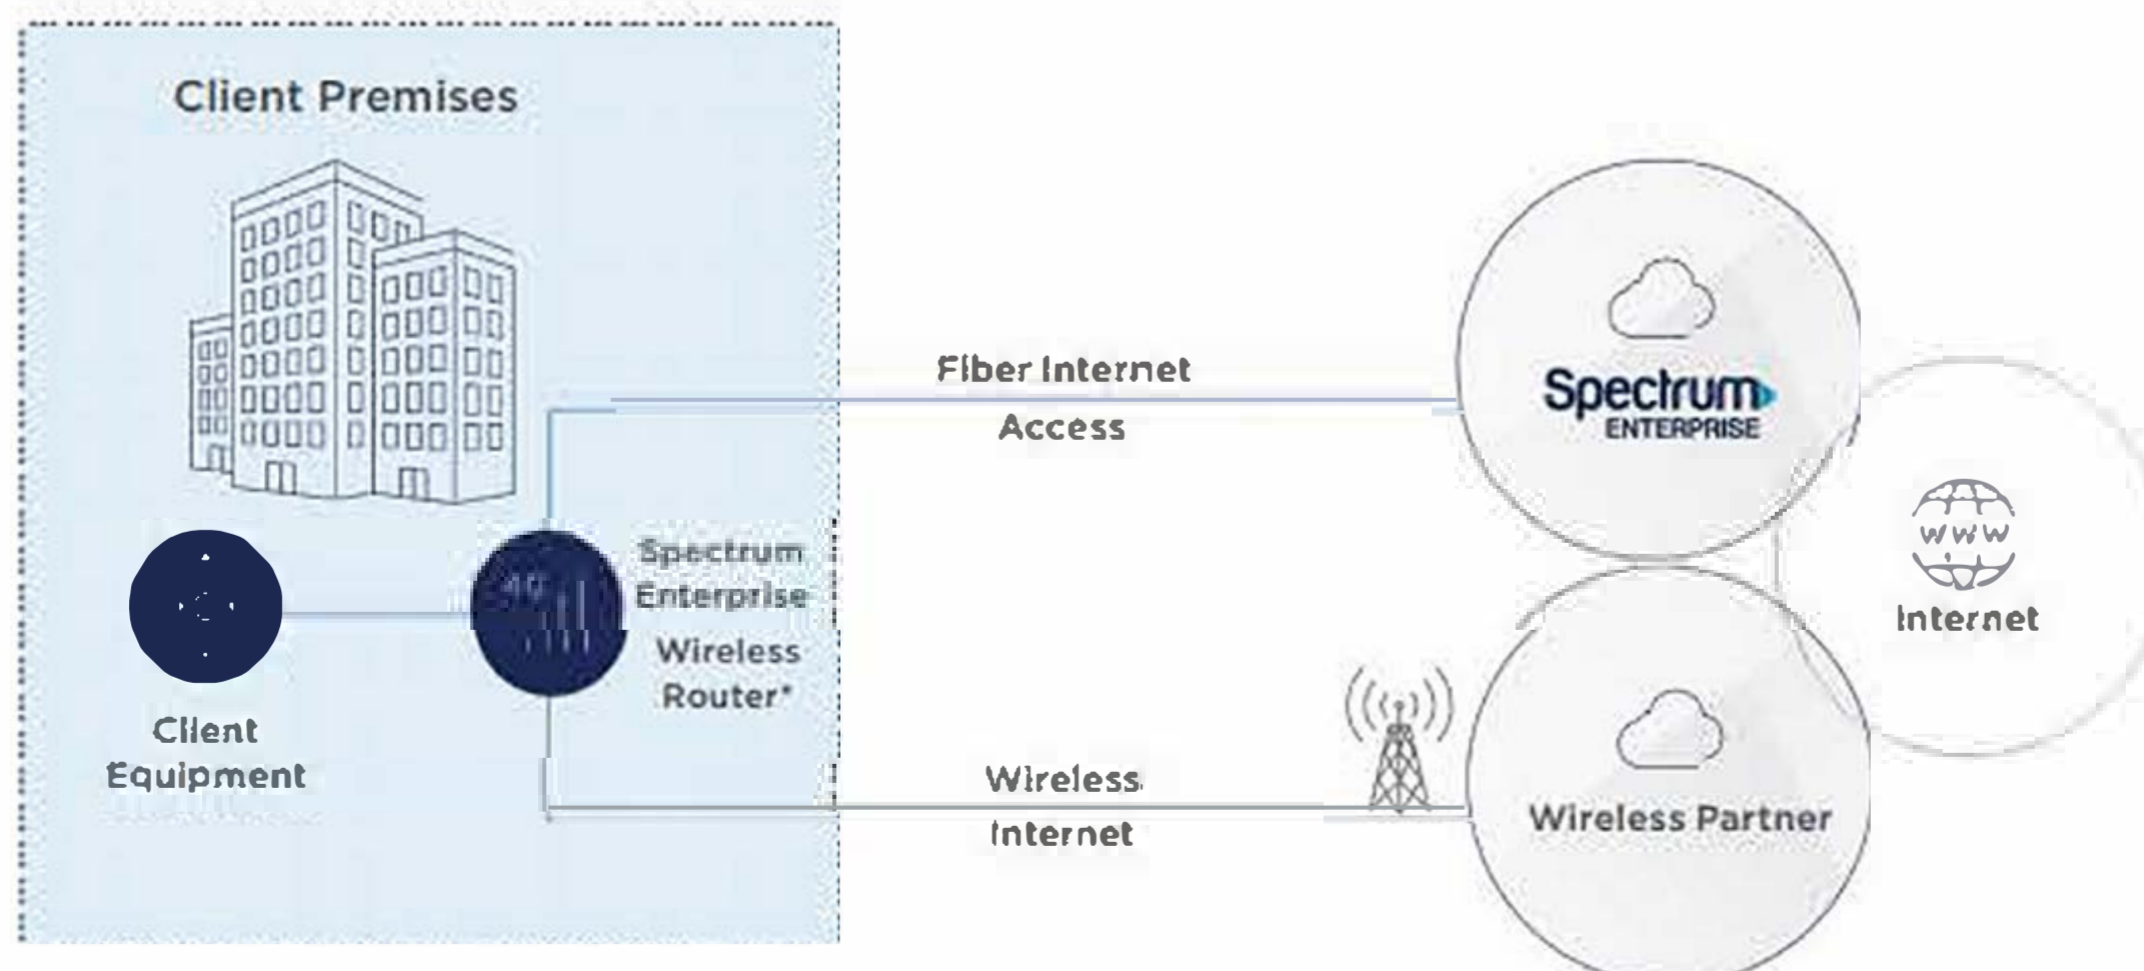 Client Premises
Fiber Internet
Access
Spectrum
ENTERPRISE
www
Internet
Spectrum
Enterprise
Wireless
Router*
Client
Equipment
Wireless
Internet
Wireless Partner